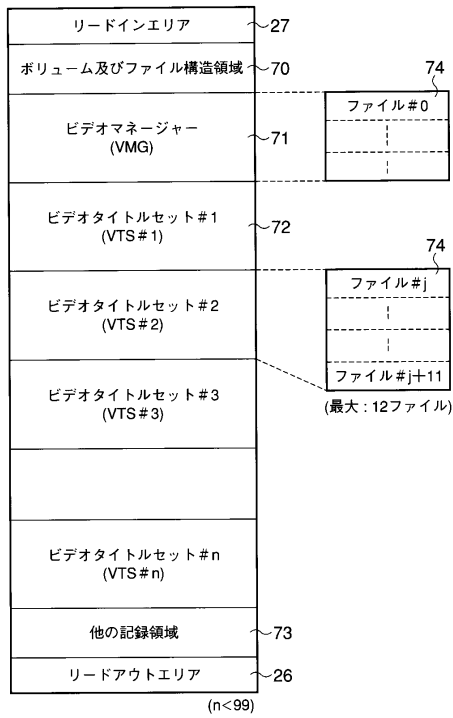 リードインエリア
27
ボリューム及びファイル構造領域
70
74
ファイル#0
ビデオマネージャー
(VMG)
71
ビデオタイトルセット#1
(VTS#1)
72
74
ファイル#j
ビデオタイトルセット#2
(VTS#2)
ファイル#j+11
(最大:12ファイル)
ビデオタイトルセット#3
(VTS#3)
ビデオタイトルセット#n
(VTS#n)
他の記録領域
73
リードアウトエリア
26
(n<99)